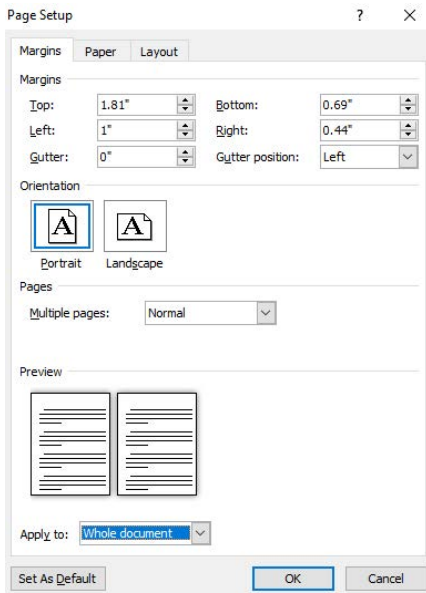 Page Setup ? ×
Margins Paper Layout
Margins
Top: 1.81" Bottom: 0.69"
Left: 1" Right: 0.44"
Gutter: 0" Gutter position: Left
Orientation
A A
Portrait Landscape
Pages
Multiple pages: Normal
Preview
Apply to: Whole document
Set As Default OK Cancel